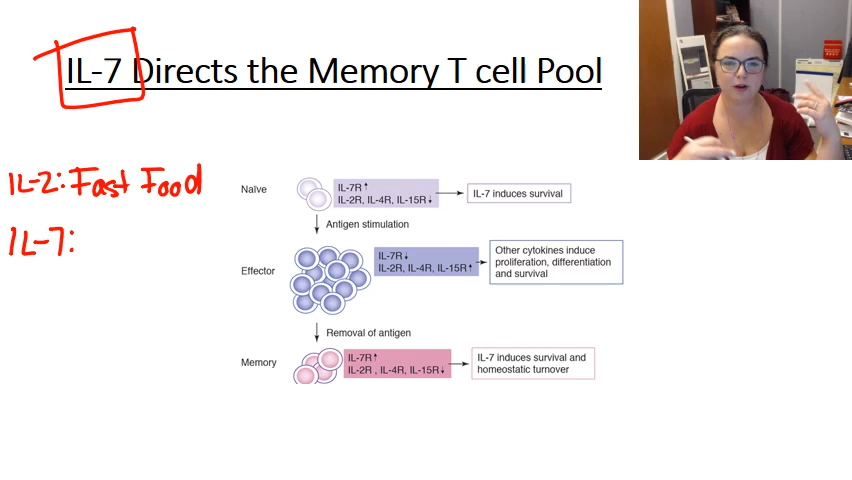 IL-7 Directs the Memory T cell Pool
IL-2: Fast Food
IL-7:
Naïve
IL-7R↑
IL-2R, IL-4R, IL-15R↓
IL-7 induces survival
Antigen stimulation
Effector
IL-7R↓
IL-2R, IL-4R, IL-15R↑
Other cytokines induce
proliferation, differentiation
and survival
Removal of antigen
Memory
IL-7R↑
IL-2R , IL-4R, IL-15R↓
IL-7 induces survival and
homeostatic turnover